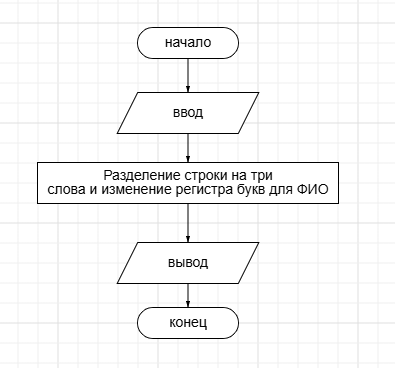 начало
ввод
Разделение строки на три
слова и изменение регистра букв для ФИО
вывод
конец